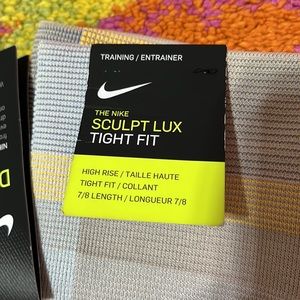 TRAINING / ENTRAINER
THE NIKE
SCULPT LUX
TIGHT FIT
HIGH RISE / TAILLE HAUTE
TIGHT FIT / COLLANT
7/8 LENGTH / LONGUEUR 7/8